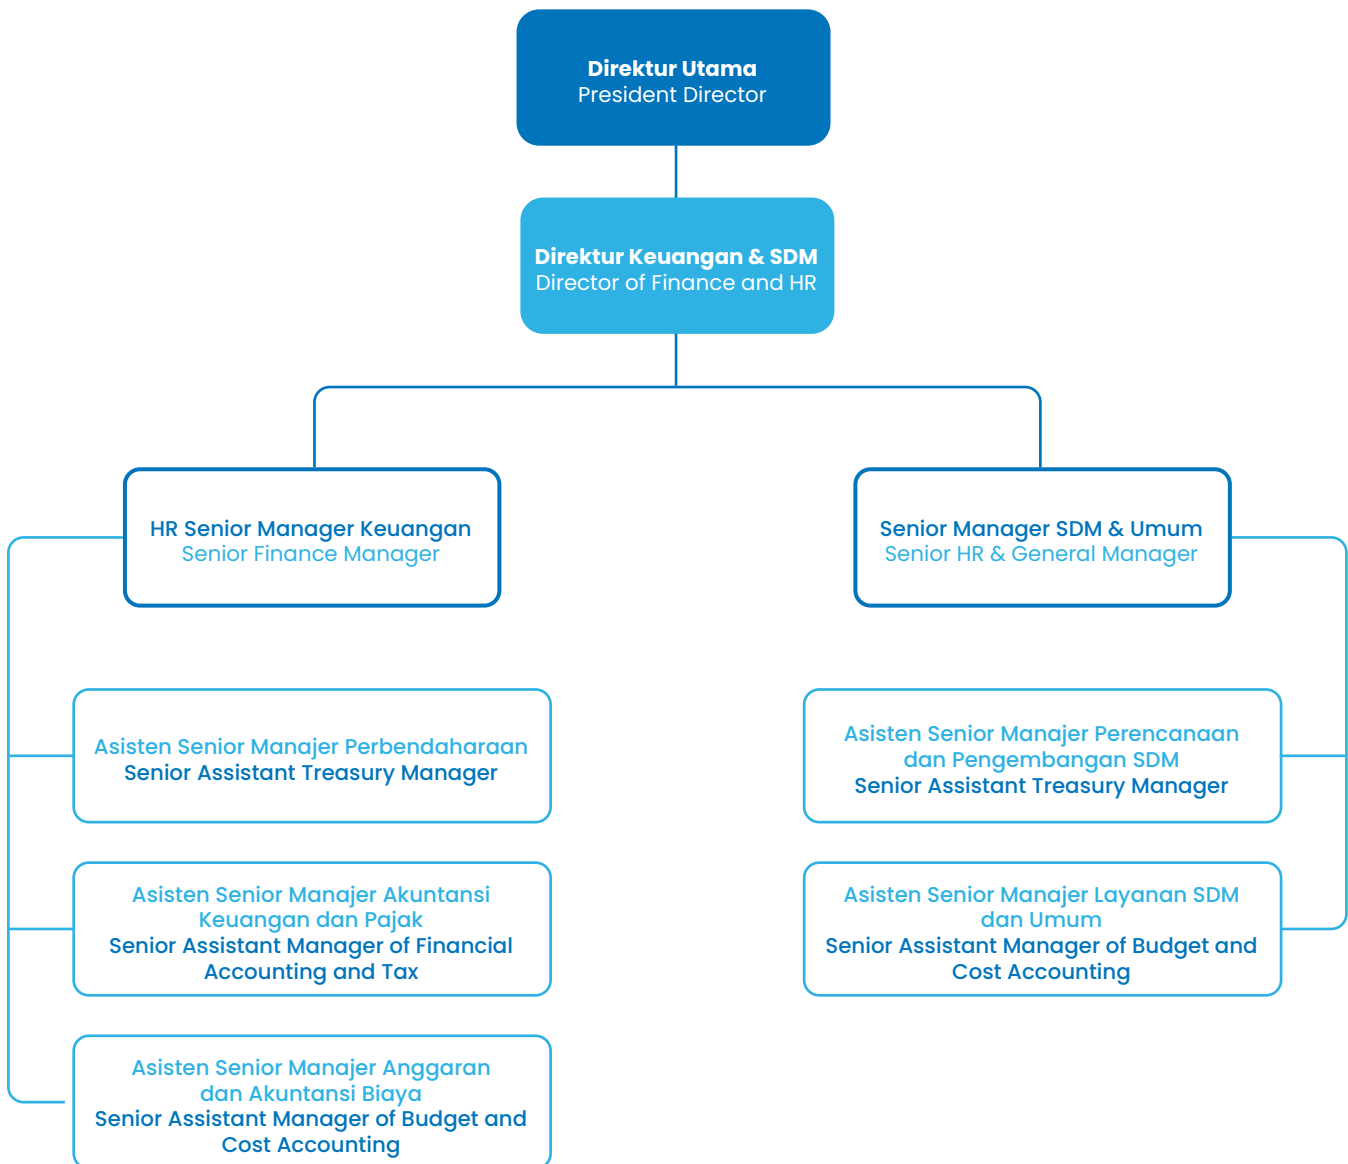 Direktur Utama
President Director
Direktur Keuangan & SDM
Director of Finance and HR
HR Senior Manager Keuangan
Senior Finance Manager
Senior Manager SDM & Umum
Senior HR & General Manager
Asisten Senior Manajer Perbendaharaan
Senior Assistant Treasury Manager
Asisten Senior Manajer Perencanaan
dan Pengembangan SDM
Senior Assistant Treasury Manager
Asisten Senior Manajer Akuntansi
Keuangan dan Pajak
Senior Assistant Manager of Financial
Accounting and Tax
Asisten Senior Manajer Layanan SDM
dan Umum
Senior Assistant Manager of Budget and
Cost Accounting
Asisten Senior Manajer Anggaran
dan Akuntansi Biaya
Senior Assistant Manager of Budget and
Cost Accounting